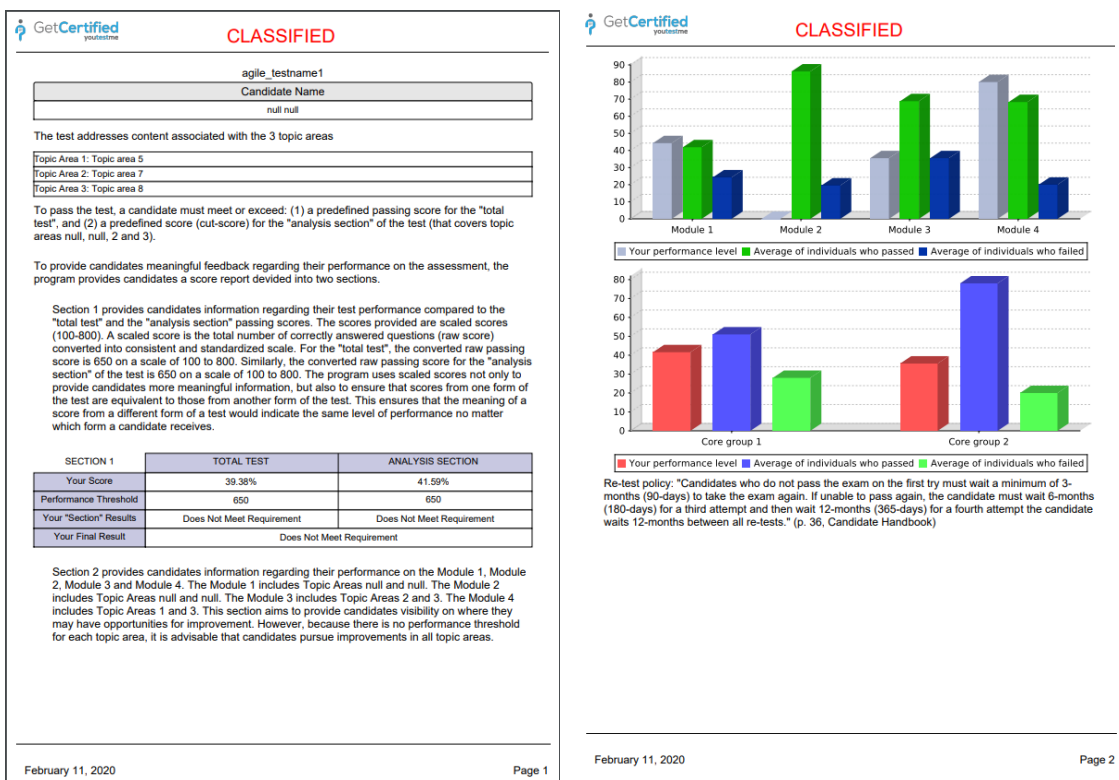 GetCertified
youtestme
CLASSIFIED
agile_testname1
Candidate Name
null null
The test addresses content associated with the 3 topic areas
Topic Area 1: Topic area 5
Topic Area 2: Topic area 7
Topic Area 3: Topic area 8
To pass the test, a candidate must meet or exceed: (1) a predefined passing score for the "total
test", and (2) a predefined score (cut-score) for the "analysis section" of the test (that covers topic
areas null, null, 2 and 3).
To provide candidates meaningful feedback regarding their performance on the assessment, the
program provides candidates a score report devided into two sections.
Section 1 provides candidates information regarding their test performance compared to the
"total test" and the "analysis section" passing scores. The scores provided are scaled scores
(100-800). A scaled score is the total number of correctly answered questions (raw score)
converted into consistent and standardized scale. For the "total test", the converted raw passing
score is 650 on a scale of 100 to 800. Similarly, the converted raw passing score for the "analysis
section" of the test is 650 on a scale of 100 to 800. The program uses scaled scores not only to
provide candidates more meaningful information, but also to ensure that scores from one form of
the test are equivalent to those from another form of the test. This ensures that the meaning of a
score from a different form of a test would indicate the same level of performance no matter
which form a candidate receives.
SECTION 1 TOTAL TEST ANALYSIS SECTION
Your Score 39.38% 41.59%
Performance Threshold 650 650
Your "Section" Results Does Not Meet Requirement Does Not Meet Requirement
Your Final Result Does Not Meet Requirement
Section 2 provides candidates information regarding their performance on the Module 1, Module
2, Module 3 and Module 4. The Module 1 includes Topic Areas null and null. The Module 2
includes Topic Areas null and null. The Module 3 includes Topic Areas 2 and 3. The Module 4
includes Topic Areas 1 and 3. This section aims to provide candidates visibility on where they
may have opportunities for improvement. However, because there is no performance threshold
for each topic area, it is advisable that candidates pursue improvements in all topic areas.
February 11, 2020 Page 1
GetCertified
youtestme
CLASSIFIED
90
80
70
60
50
40
30
20
10
0
Module 1 Module 2 Module 3 Module 4
Your performance level Average of individuals who passed Average of individuals who failed
80
70
60
50
40
30
20
10
0
Core group 1 Core group 2
Your performance level Average of individuals who passed Average of individuals who failed
Re-test policy: "Candidates who do not pass the exam on the first try must wait a minimum of 3-
months (90-days) to take the exam again. If unable to pass again, the candidate must wait 6-months
(180-days) for a third attempt and then wait 12-months (365-days) for a fourth attempt the candidate
waits 12-months between all re-tests." (p. 36, Candidate Handbook)
February 11, 2020 Page 2